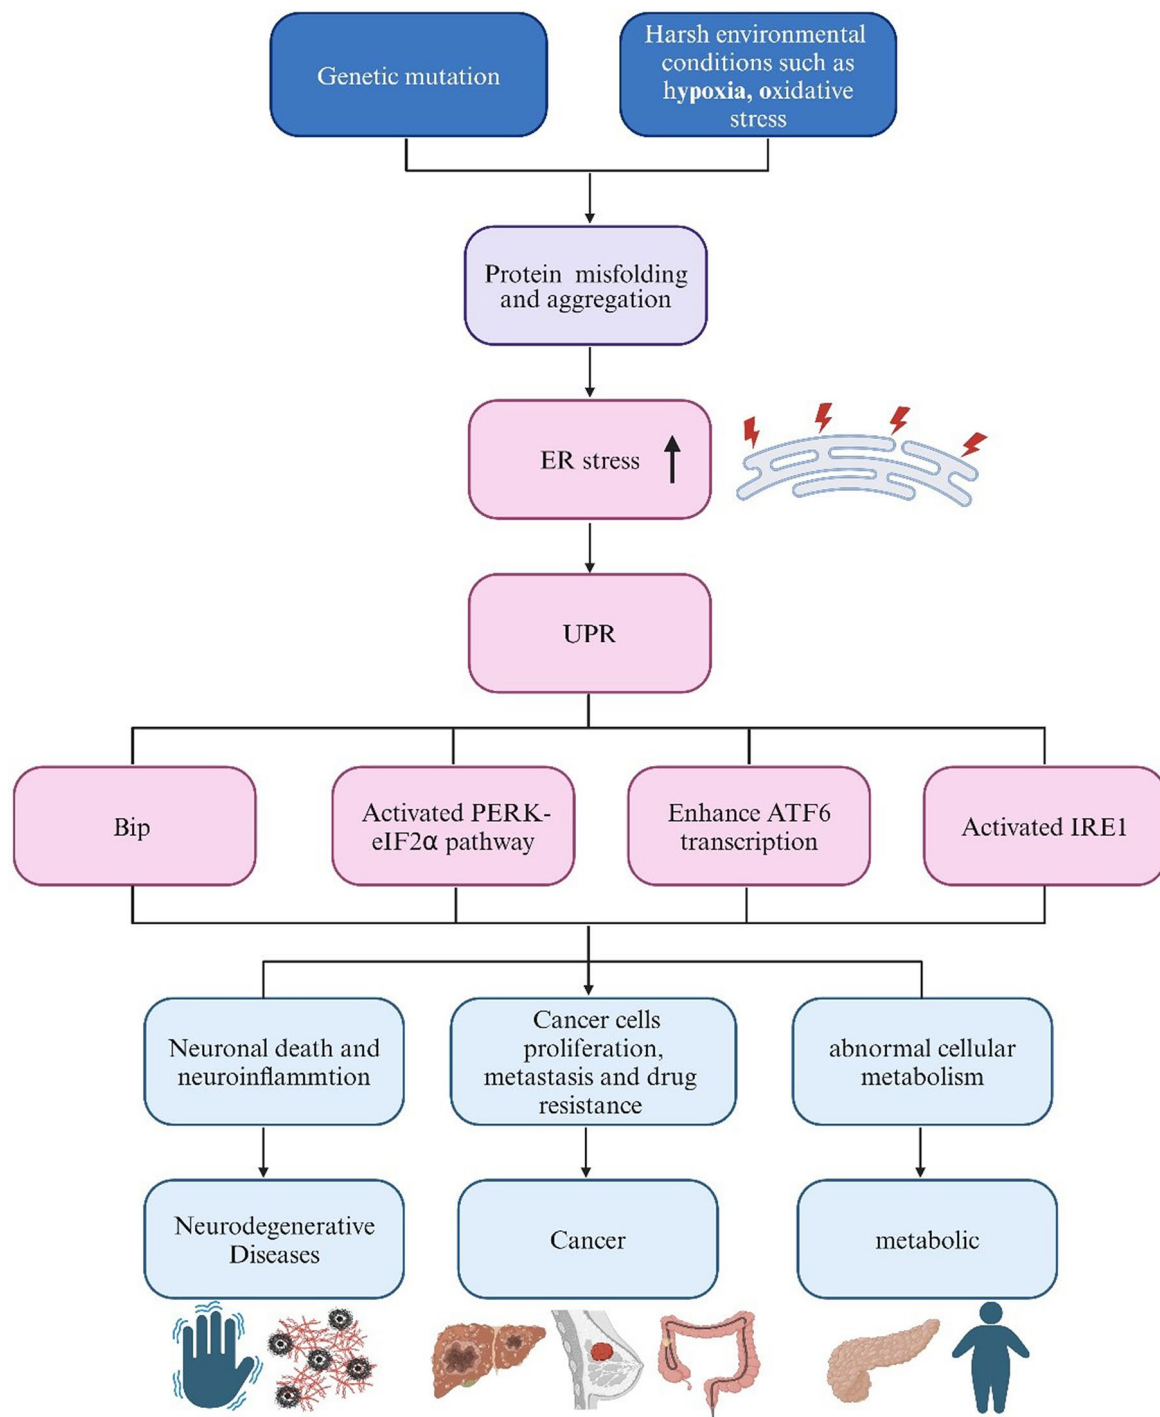 Genetic mutation
Harsh environmental
conditions such as
hypoxia, oxidative
stress
Protein misfolding
and aggregation
ER stress
UPR
Bip
Activated PERK-
eIF2α pathway
Enhance ATF6
transcription
Activated IRE1
Neuronal death and
neuroinflammtion
Cancer cells
proliferation,
metastasis and drug
resistance
abnormal cellular
metabolism
Neurodegenerative
Diseases
Cancer
metabolic